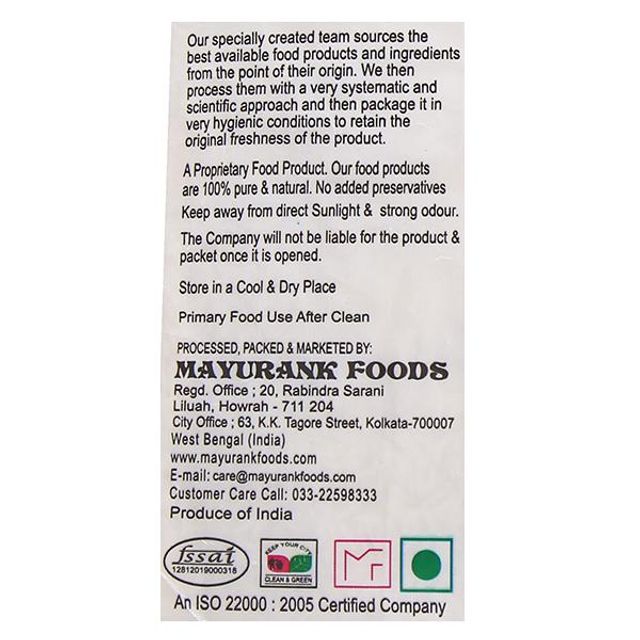 Our specially created team sources the
best available food products and ingredients
from the point of their origin. We then
process them with a very systematic and
scientific approach and then package it in
very hygienic conditions to retain the
original freshness of the product.
A Proprietary Food Product. Our food products
are 100% pure & natural. No added preservatives
Keep away from direct Sunlight & strong odour.
The Company will not be liable for the product &
packet once it is opened.
Store in a Cool & Dry Place
Primary Food Use After Clean
PROCESSED, PACKED & MARKETED BY:
MAYURANK FOODS
Regd. Office ; 20, Rabindra Sarani
Liluah, Howrah - 711 204
City Office ; 63, K.K. Tagore Street, Kolkata-700007
West Bengal (India)
www.mayurankfoods.com
E-mail: care@mayurankfoods.com
Customer Care Call: 033-22598333
Produce of India
fssai
12812019000318
KEEP YOUR CITY
CLEAN & GREEN
MF
An ISO 22000 : 2005 Certified Company